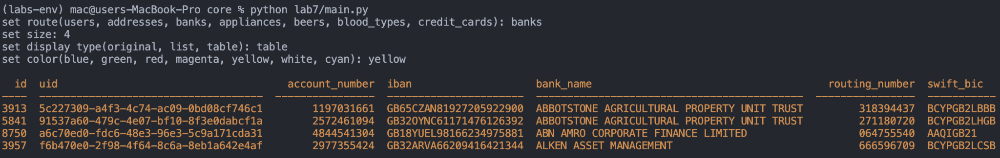 (labs-env) mac@users-MacBook-Pro core % python lab7/main.py
set route(users, addresses, banks, appliances, beers, blood_types, credit_cards): banks
set size: 4
set display type(original, list, table): table
set color(blue, green, red, magenta, yellow, white, cyan): yellow
id uid account_number iban bank_name routing_number swift_bic
---- ------------------------------------ ---------------- ---------------------- ------------------------------------------- ---------------- -----------
3913 5c227309-a4f3-4c74-ac09-0bd08cf746c1 1197031661 GB65CZAN81927205922900 ABBOTSTONE AGRICULTURAL PROPERTY UNIT TRUST 318394437 BCYPGB2LBBB
5841 91537a60-479c-4e07-bf10-8f3e0dabcf1a 2572461094 GB32OYNC61171476126392 ABBOTSTONE AGRICULTURAL PROPERTY UNIT TRUST 271180720 BCYPGB2LHGB
8750 a6c70ed0-fdc6-48e3-96e3-5c9a171cda31 4844541304 GB18YUEL98166234975881 ABN AMRO CORPORATE FINANCE LIMITED 064755540 AAQIGB21
3957 f6b470e0-2f98-4f64-8c6a-8eb1a642e4af 2977355424 GB32ARVA66209416421344 ALKEN ASSET MANAGEMENT 666596709 BCYPGB2LCSB